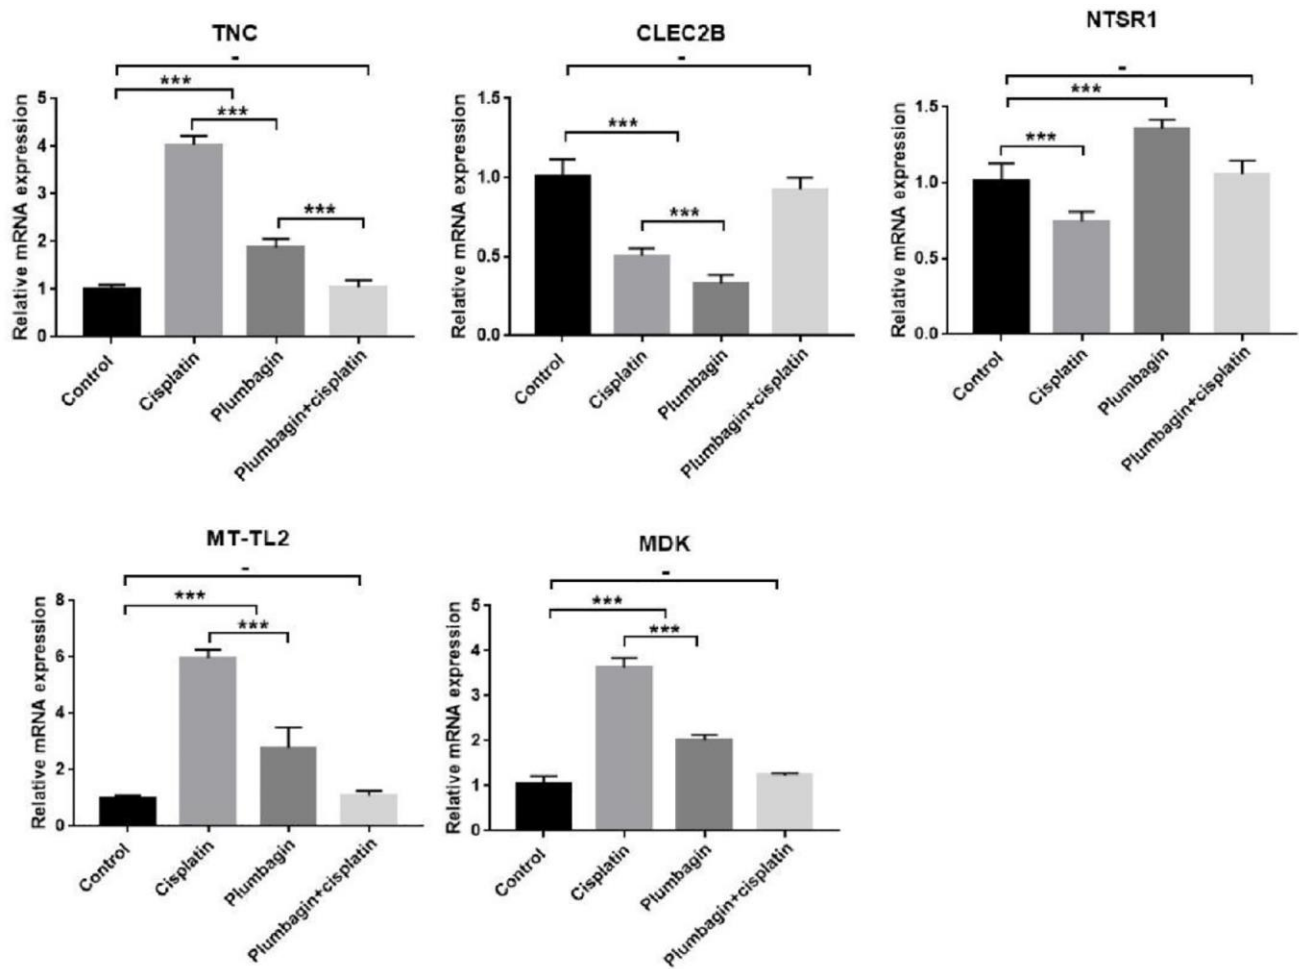 TNC
-
***
***
***
Relative mRNA expression
5
4
3
2
1
0
Control
Cisplatin
Plumbagin
Plumbagin+cisplatin
CLEC2B
-
***
***
Relative mRNA expression
1.5
1.0
0.5
0.0
Control
Cisplatin
Plumbagin
Plumbagin+cisplatin
NTSR1
-
***
***
Relative mRNA expression
1.5
1.0
0.5
0.0
Control
Cisplatin
Plumbagin
Plumbagin+cisplatin
MT-TL2
-
***
***
Relative mRNA expression
8
6
4
2
0
Control
Cisplatin
Plumbagin
Plumbagin+cisplatin
MDK
-
***
***
Relative mRNA expression
5
4
3
2
1
0
Control
Cisplatin
Plumbagin
Plumbagin+cisplatin